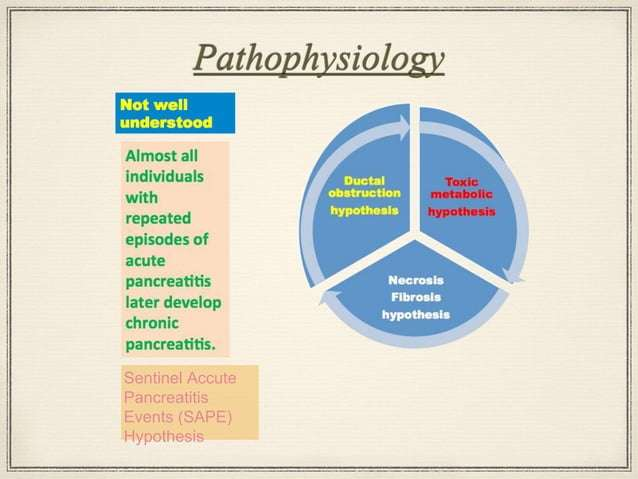 Pathophysiology
Not well
understood
Almost all
individuals
with
repeated
episodes of
acute
pancreatitis
later develop
chronic
pancreatitis.
Sentinel Accute
Pancreatitis
Events (SAPE)
Hypothesis
Ductal
obstruction
hypothesis
Toxic
metabolic
hypothesis
Necrosis
Fibrosis
hypothesis